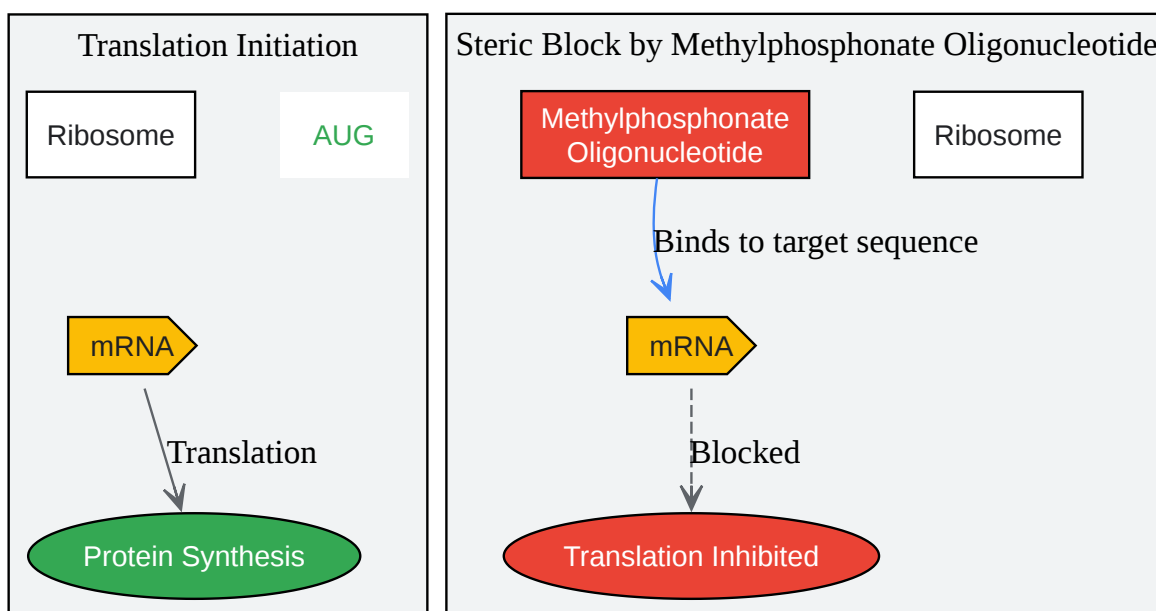 Translation Initiation
Ribosome
AUG
mRNA
Translation
Protein Synthesis
Steric Block by Methylphosphonate Oligonucleotide
Methylphosphonate
Oligonucleotide
Ribosome
Binds to target sequence
mRNA
Blocked
Translation Inhibited